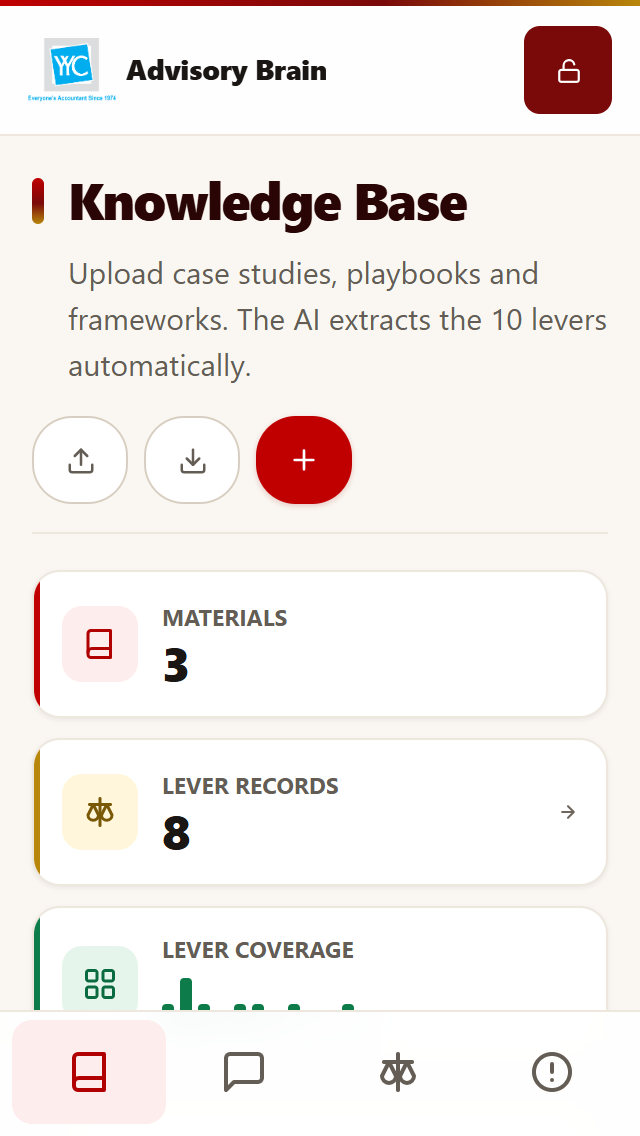 YYC
Everyone's Accountant Since 1974
Advisory Brain
Knowledge Base
Upload case studies, playbooks and
frameworks. The AI extracts the 10 levers
automatically.
MATERIALS
3
LEVER RECORDS
8
LEVER COVERAGE